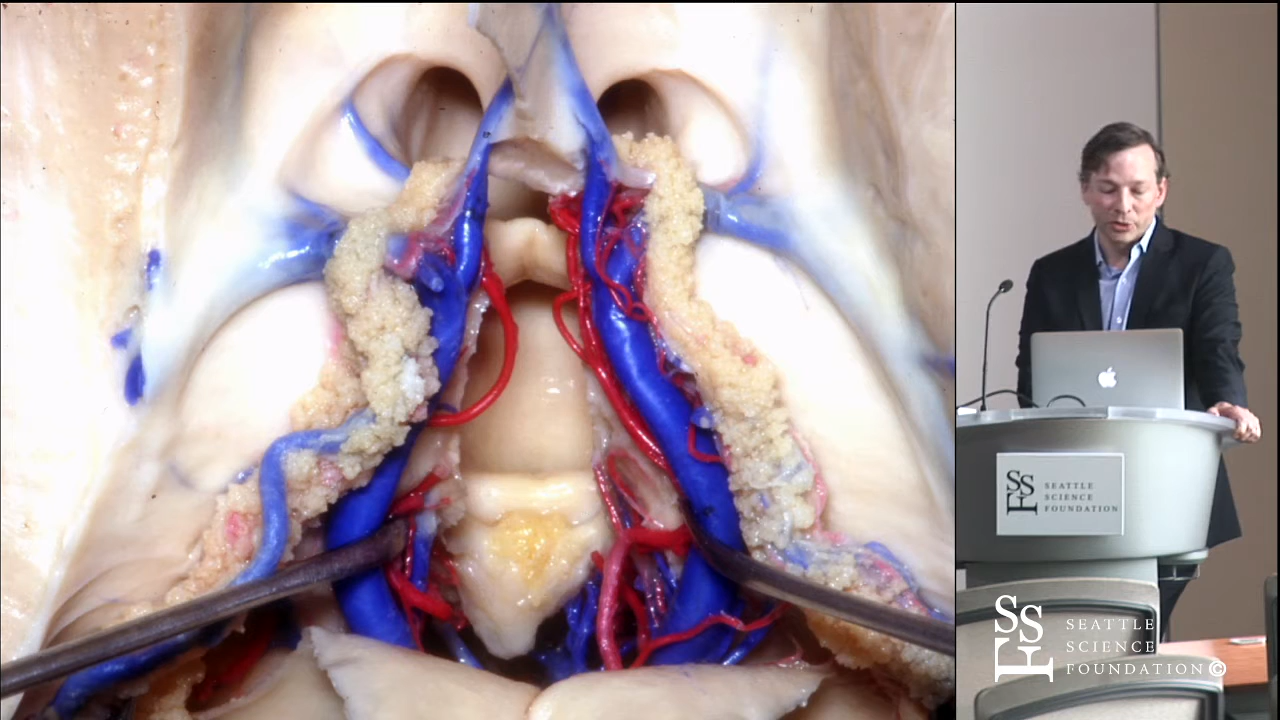 SSF
SEATTLE
SCIENCE
FOUNDATION
SSF
SEATTLE
SCIENCE
FOUNDATION©